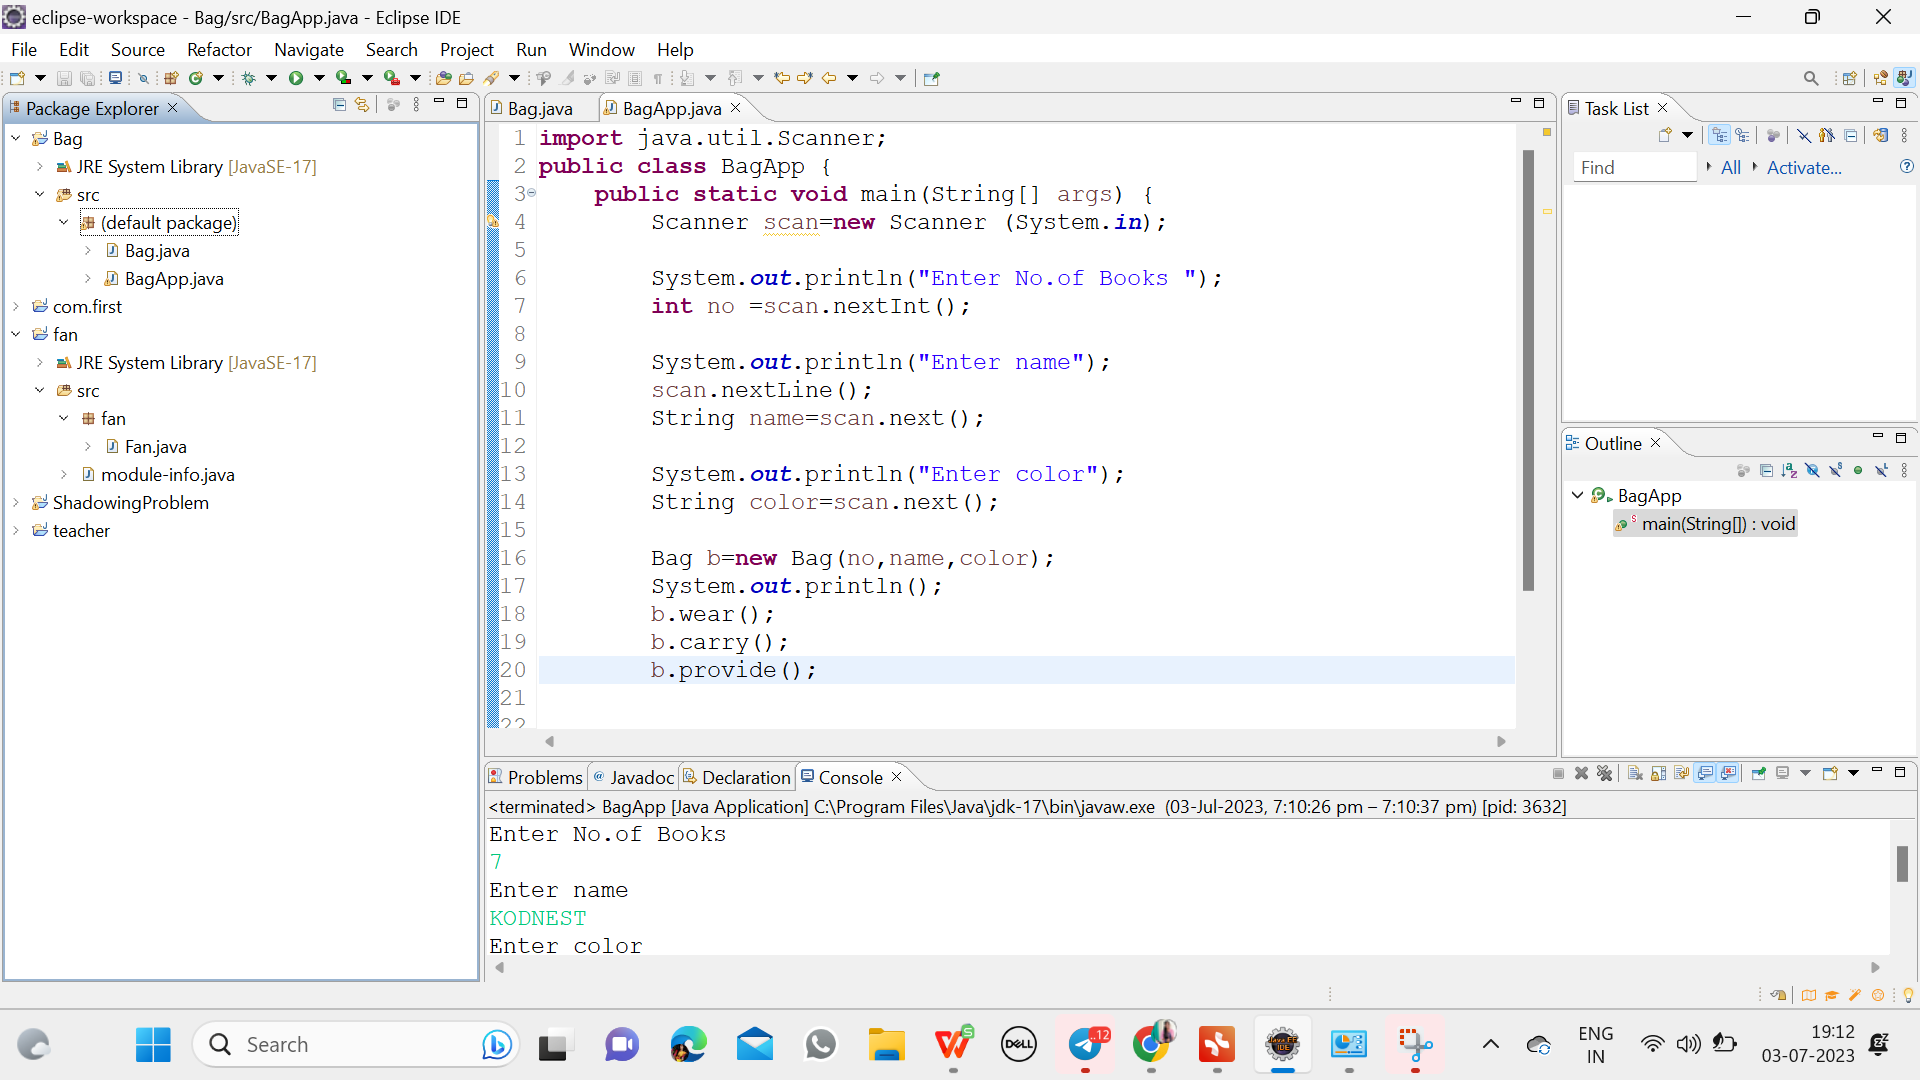 eclipse-workspace - Bag/src/BagApp.java - Eclipse IDE
File Edit Source Refactor Navigate Search Project Run Window Help
Package Explorer
Bag
JRE System Library [JavaSE-17]
src
(default package)
Bag.java
BagApp.java
com.first
fan
JRE System Library [JavaSE-17]
src
fan
Fan.java
module-info.java
ShadowingProblem
teacher
Bag.java BagApp.java
1 import java.util.Scanner;
2 public class BagApp {
3 public static void main(String[] args) {
4 Scanner scan=new Scanner (System.in);
5
6 System.out.println("Enter No.of Books ");
7 int no =scan.nextInt();
8
9 System.out.println("Enter name");
10 scan.nextLine();
11 String name=scan.next();
12
13 System.out.println("Enter color");
14 String color=scan.next();
15
16 Bag b=new Bag(no,name,color);
17 System.out.println();
18 b.wear();
19 b.carry();
20 b.provide();
21
22
Task List
Find All Activate...
Outline
BagApp
main(String[]) : void
Problems Javadoc Declaration Console
<terminated> BagApp [Java Application] C:\Program Files\Java\jdk-17\bin\javaw.exe (03-Jul-2023, 7:10:26 pm – 7:10:37 pm) [pid: 3632]
Enter No.of Books
7
Enter name
KODNEST
Enter color
Search
DELL
..12
Java EE
IDE
ENG
IN
19:12
03-07-2023